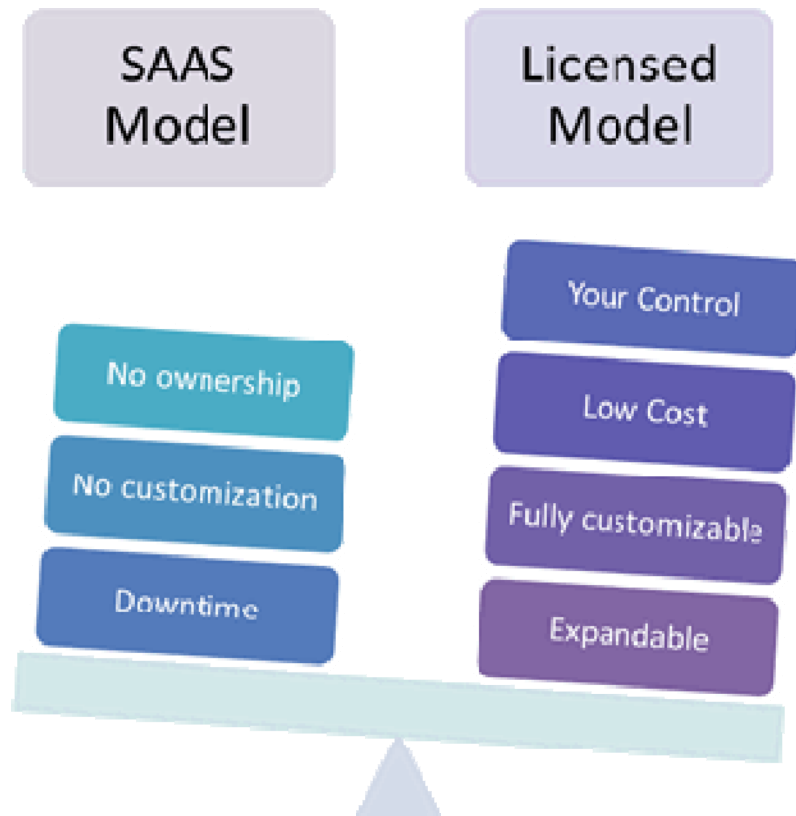 SAAS
Model
Licensed
Model
No ownership
No customization
Downtime
Your Control
Low Cost
Fully customizable
Expandable